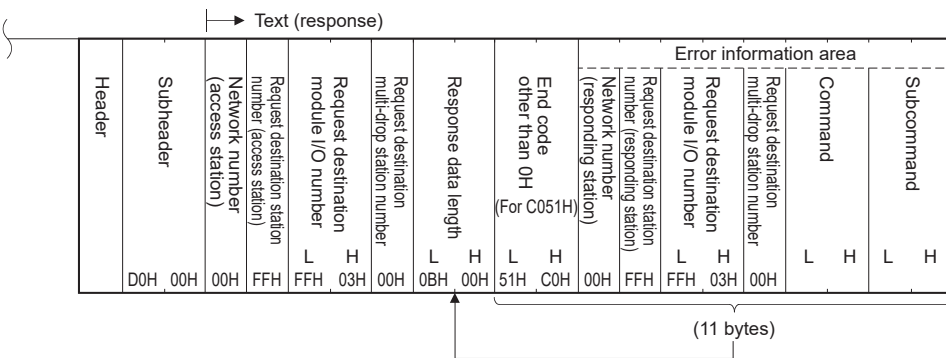 Text (response)
Error information area
Header
Subheader
Network number
(access station)
Request destination station
number (access station)
Request destination
module I/O number
Request destination
multi-drop station number
Response data length
End code
other than 0H
(For C051H)
Network number
(responding station)
Request destination station
number (responding station)
Request destination
module I/O number
Request destination
multi-drop station number
Command
Subcommand
L H L H L H L H L H L H
D0H 00H 00H FFH FFH 03H 00H 0BH 00H 51H C0H 00H FFH FFH 03H 00H
(11 bytes)